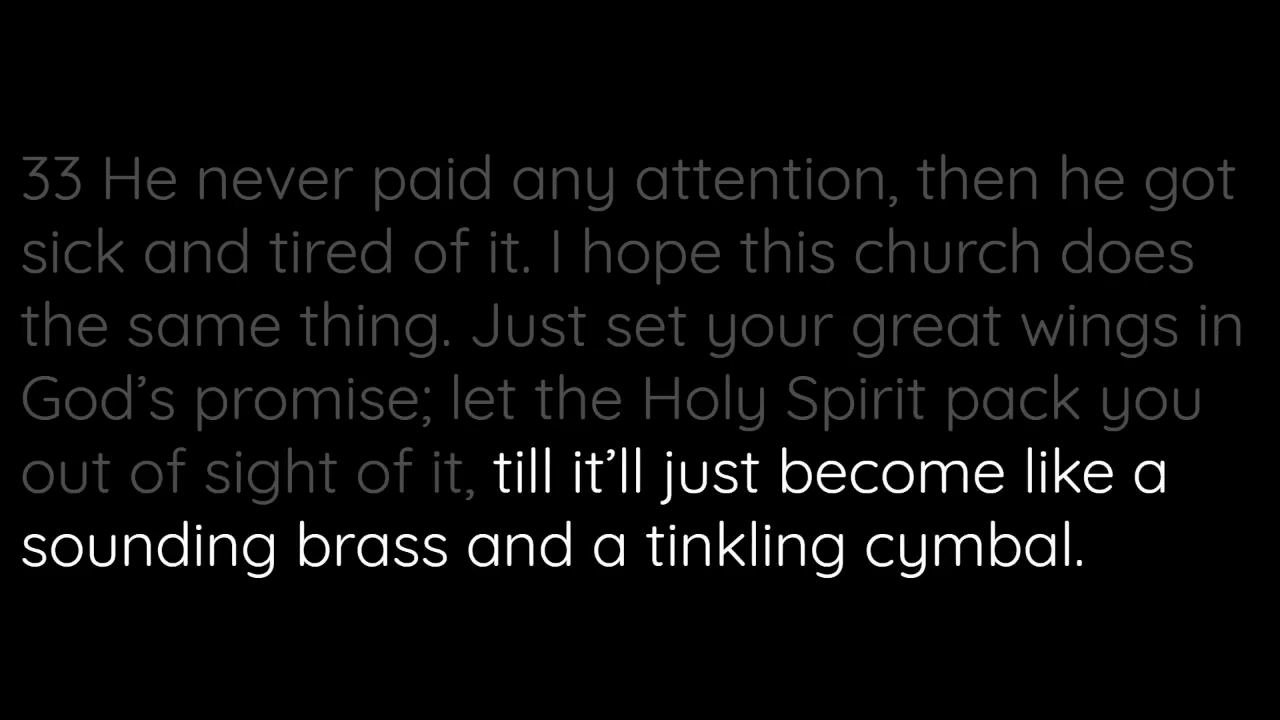 33 He never paid any attention, then he got
sick and tired of it. I hope this church does
the same thing. Just set your great wings in
God’s promise; let the Holy Spirit pack you
out of sight of it, till it’ll just become like a
sounding brass and a tinkling cymbal.